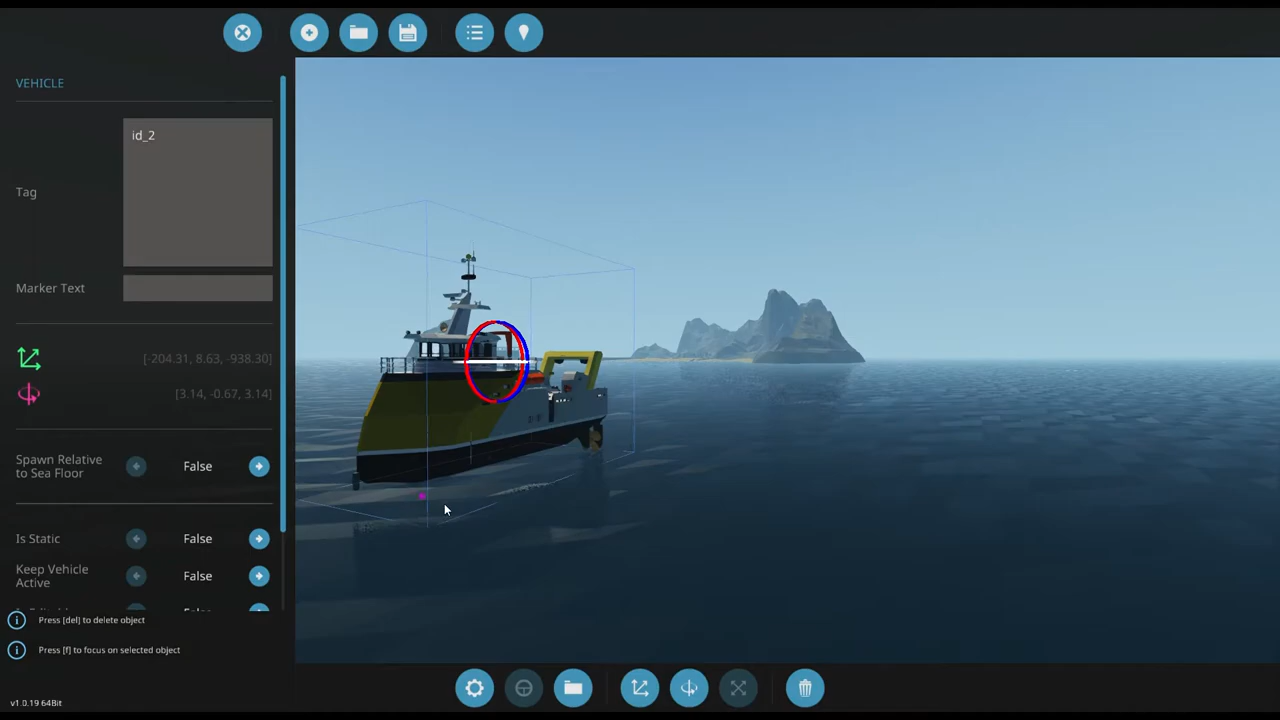 VEHICLE
id_2
Tag
Marker Text
[-204.31, 8.63, -938.30]
[3.14, -0.67, 3.14]
Spawn Relative
to Sea Floor
False
Is Static
False
Keep Vehicle
Active
False
Press [del] to delete object
Press [f] to focus on selected object
v1.0.19 64Bit